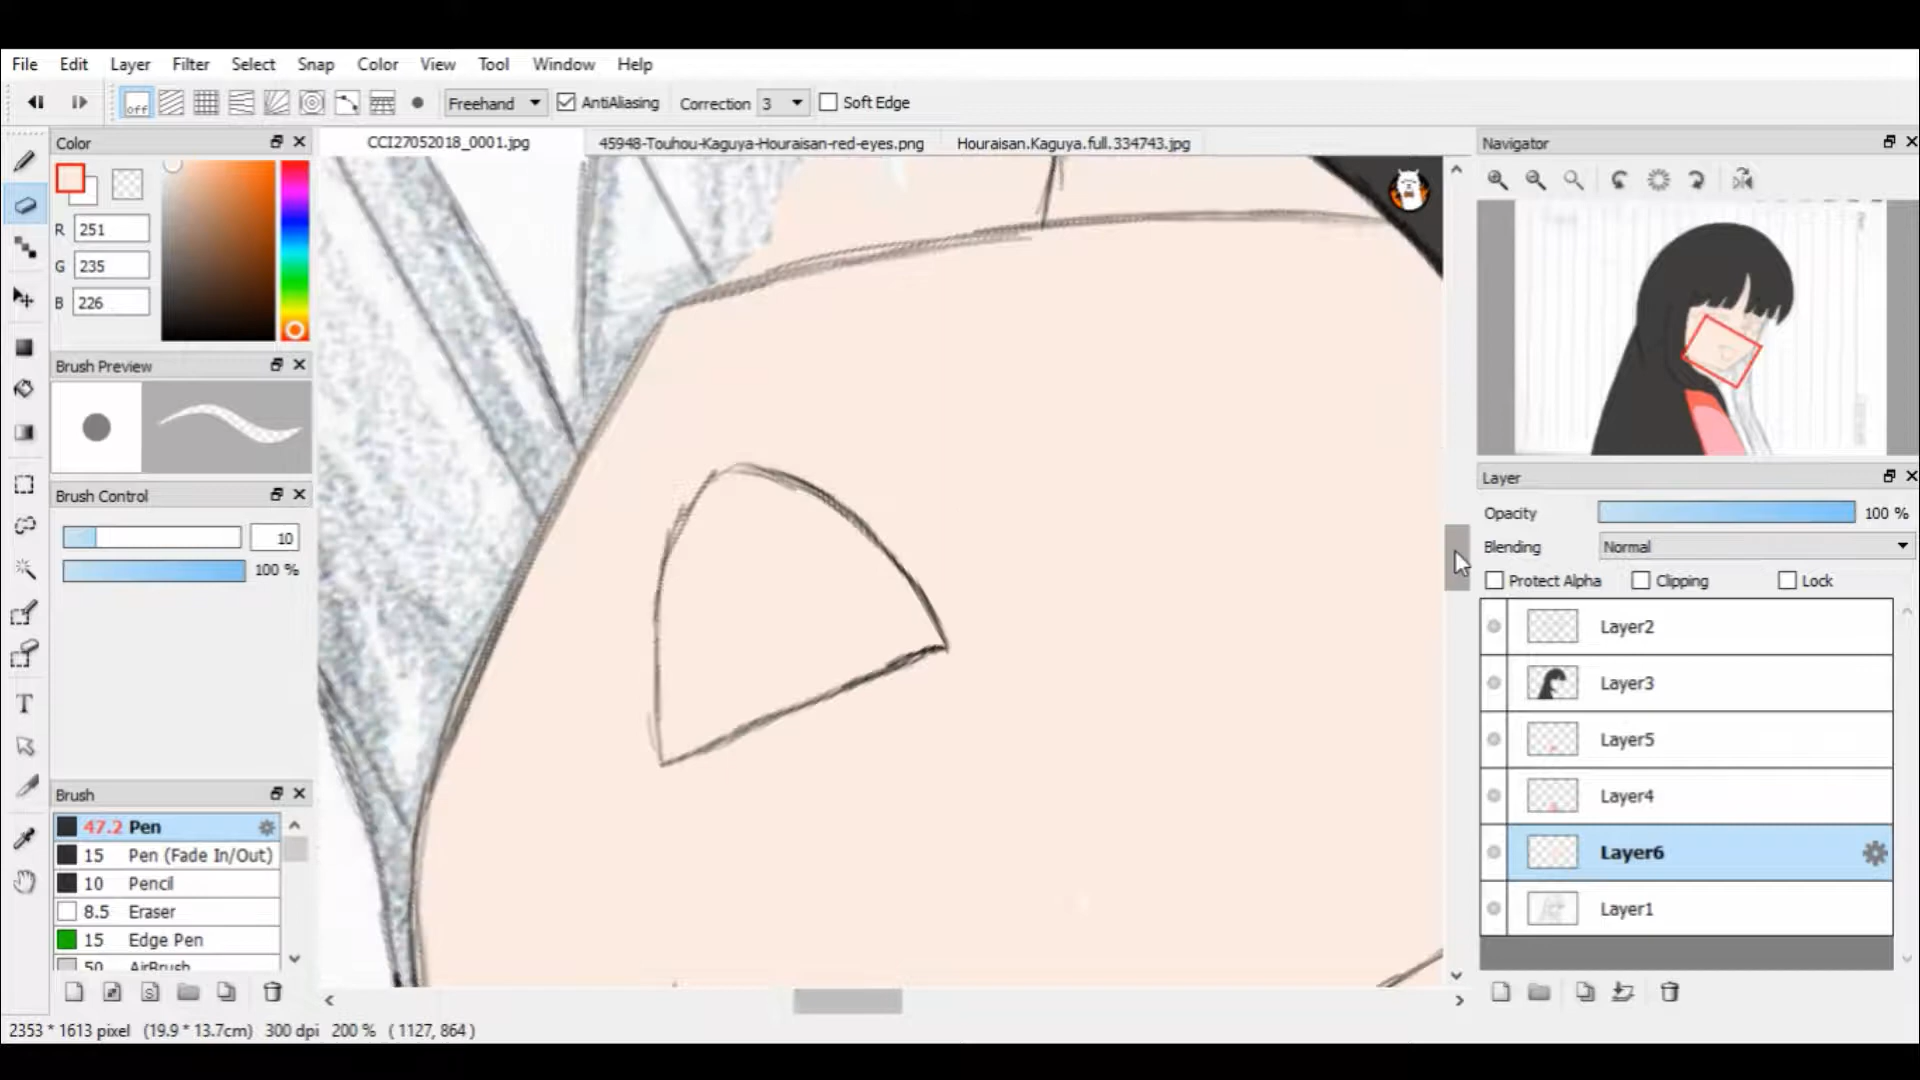 File Edit Layer Filter Select Snap Color View Tool Window Help
off Freehand AntiAliasing Correction 3 Soft Edge
Color
R 251
G 235
B 226
Brush Preview
Brush Control
10
100 %
Brush
47.2 Pen
15 Pen (Fade In/Out)
10 Pencil
8.5 Eraser
15 Edge Pen
50 AirBrush
CCI27052018_0001.jpg 45948-Touhou-Kaguya-Houraisan-red-eyes.png Houraisan.Kaguya.full.334743.jpg
Navigator
Layer
Opacity 100 %
Blending Normal
Protect Alpha Clipping Lock
Layer2
Layer3
Layer5
Layer4
Layer6
Layer1
T
S
2353 * 1613 pixel (19.9 * 13.7cm) 300 dpi 200 % ( 1127, 864 )